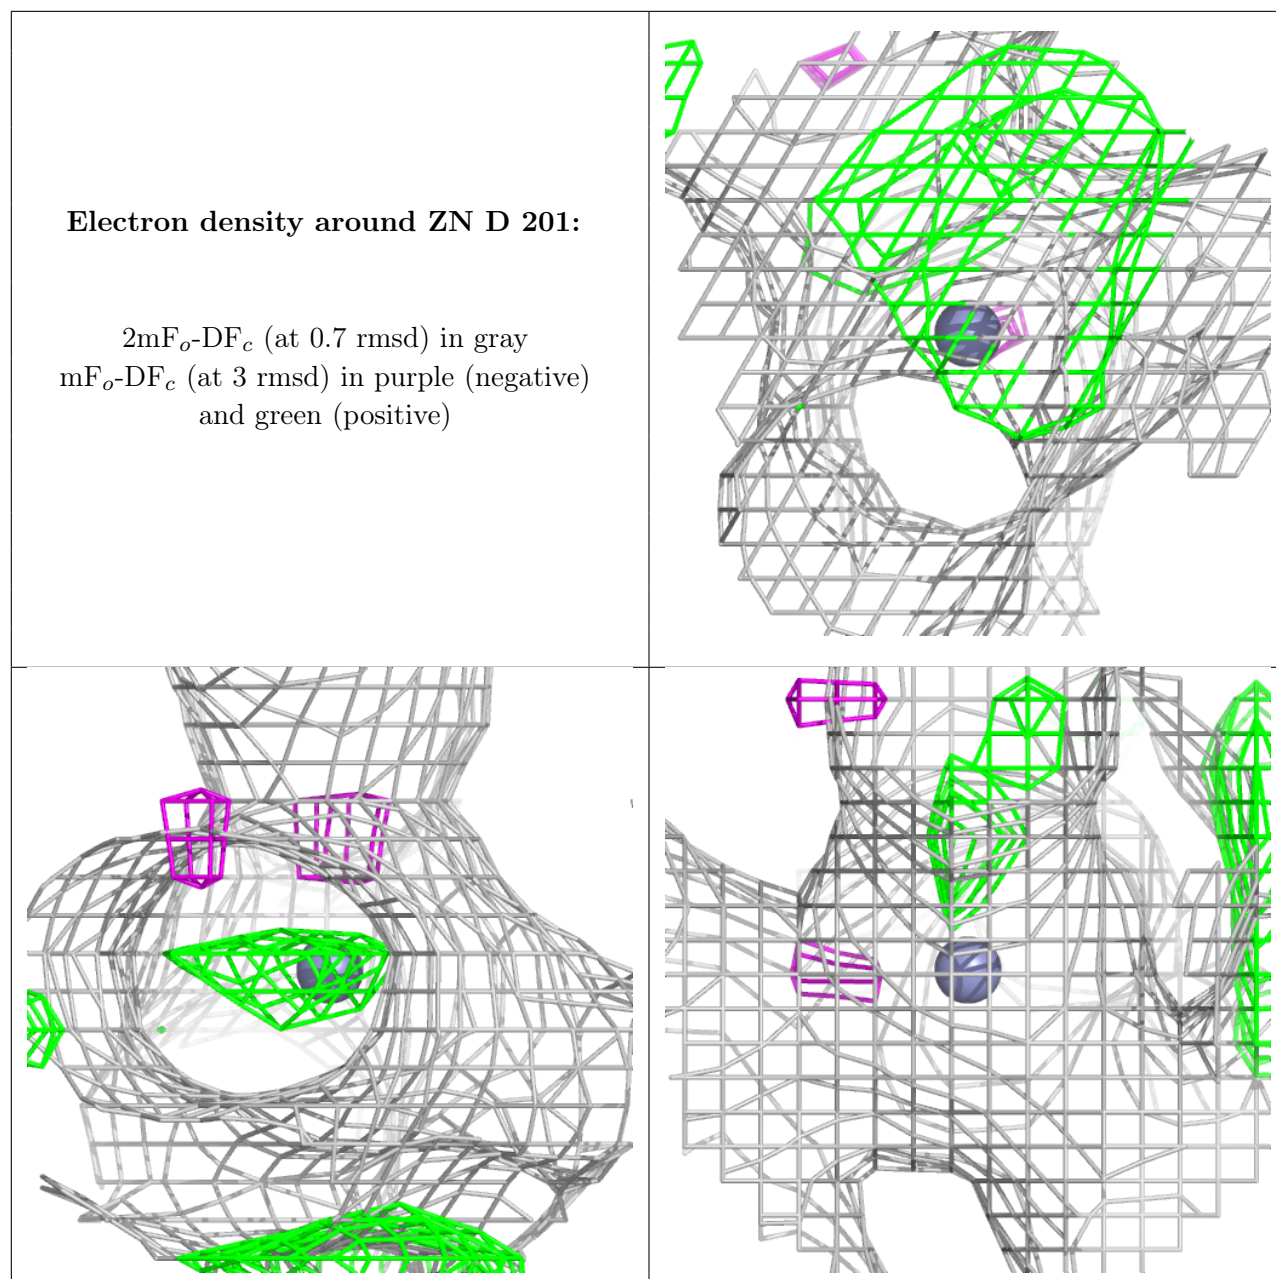 Electron density around ZN D 201:
2mFo-DFc (at 0.7 rmsd) in gray
mFo-DFc (at 3 rmsd) in purple (negative)
and green (positive)